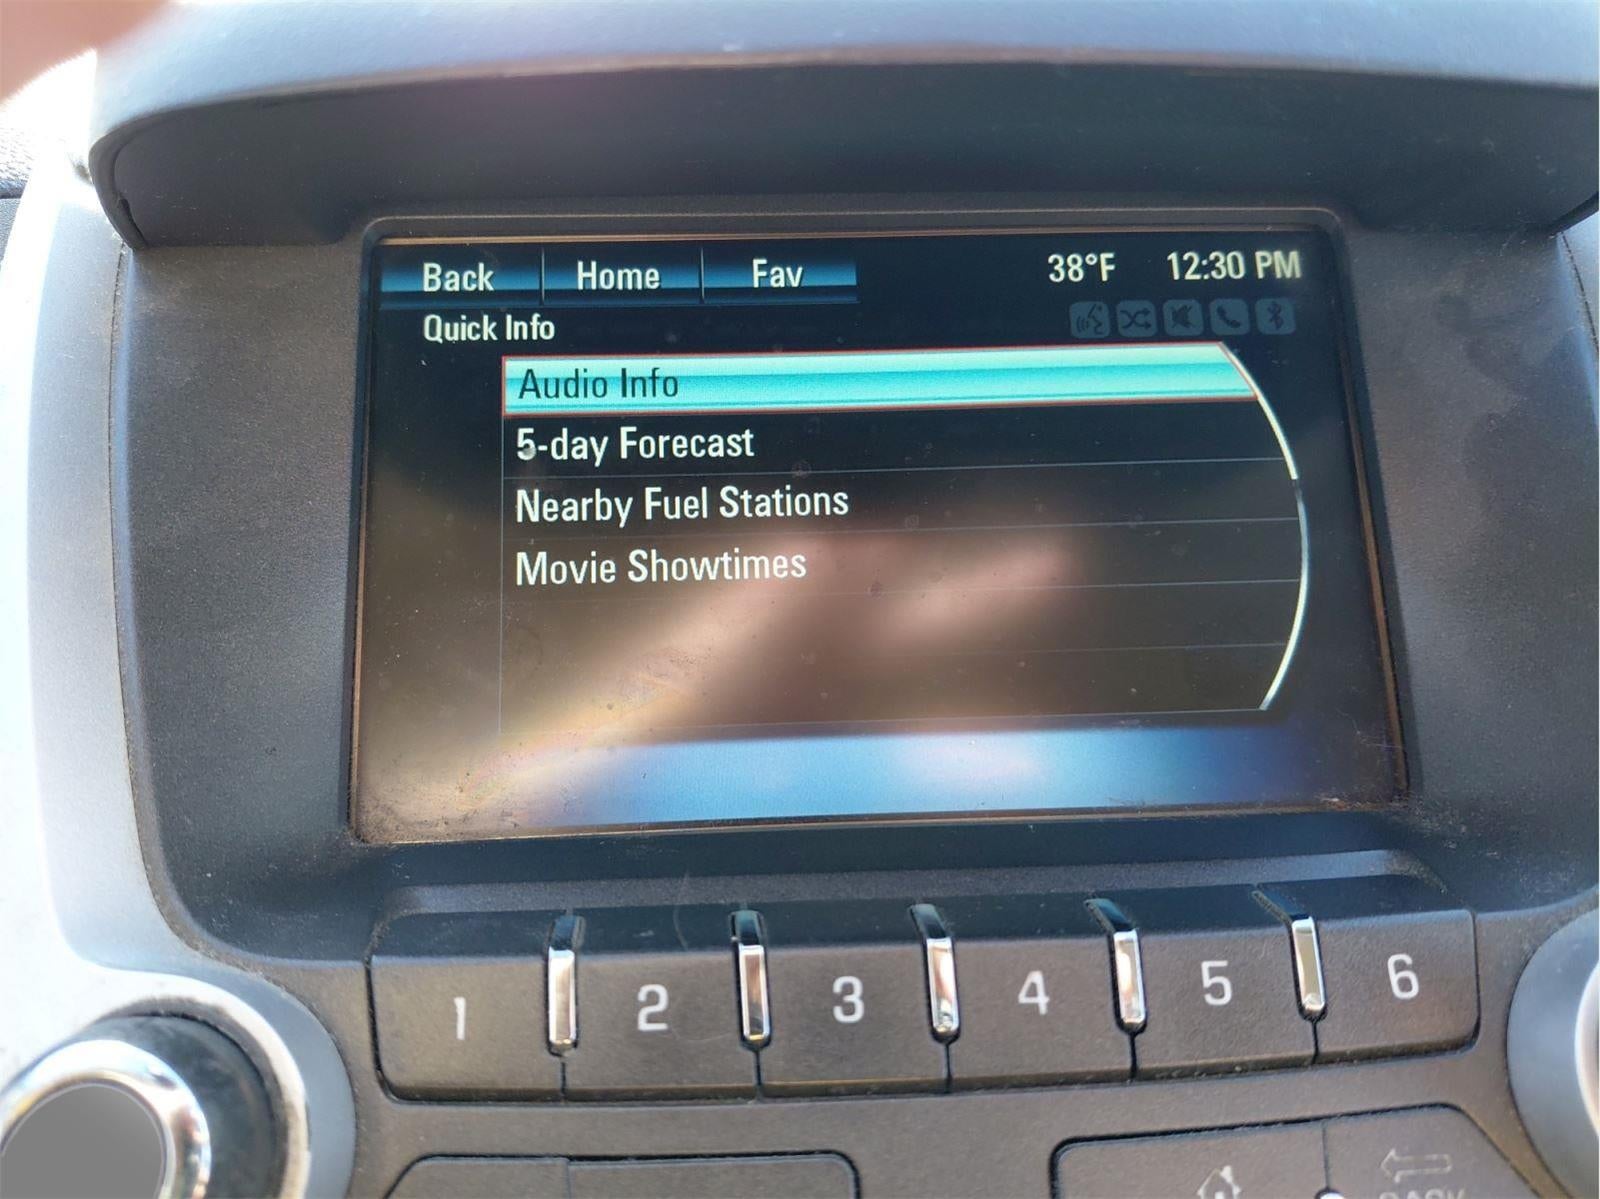 Back Home Fav 38°F 12:30 PM
Quick Info
Audio Info
5-day Forecast
Nearby Fuel Stations
Movie Showtimes
1 2 3 4 5 6